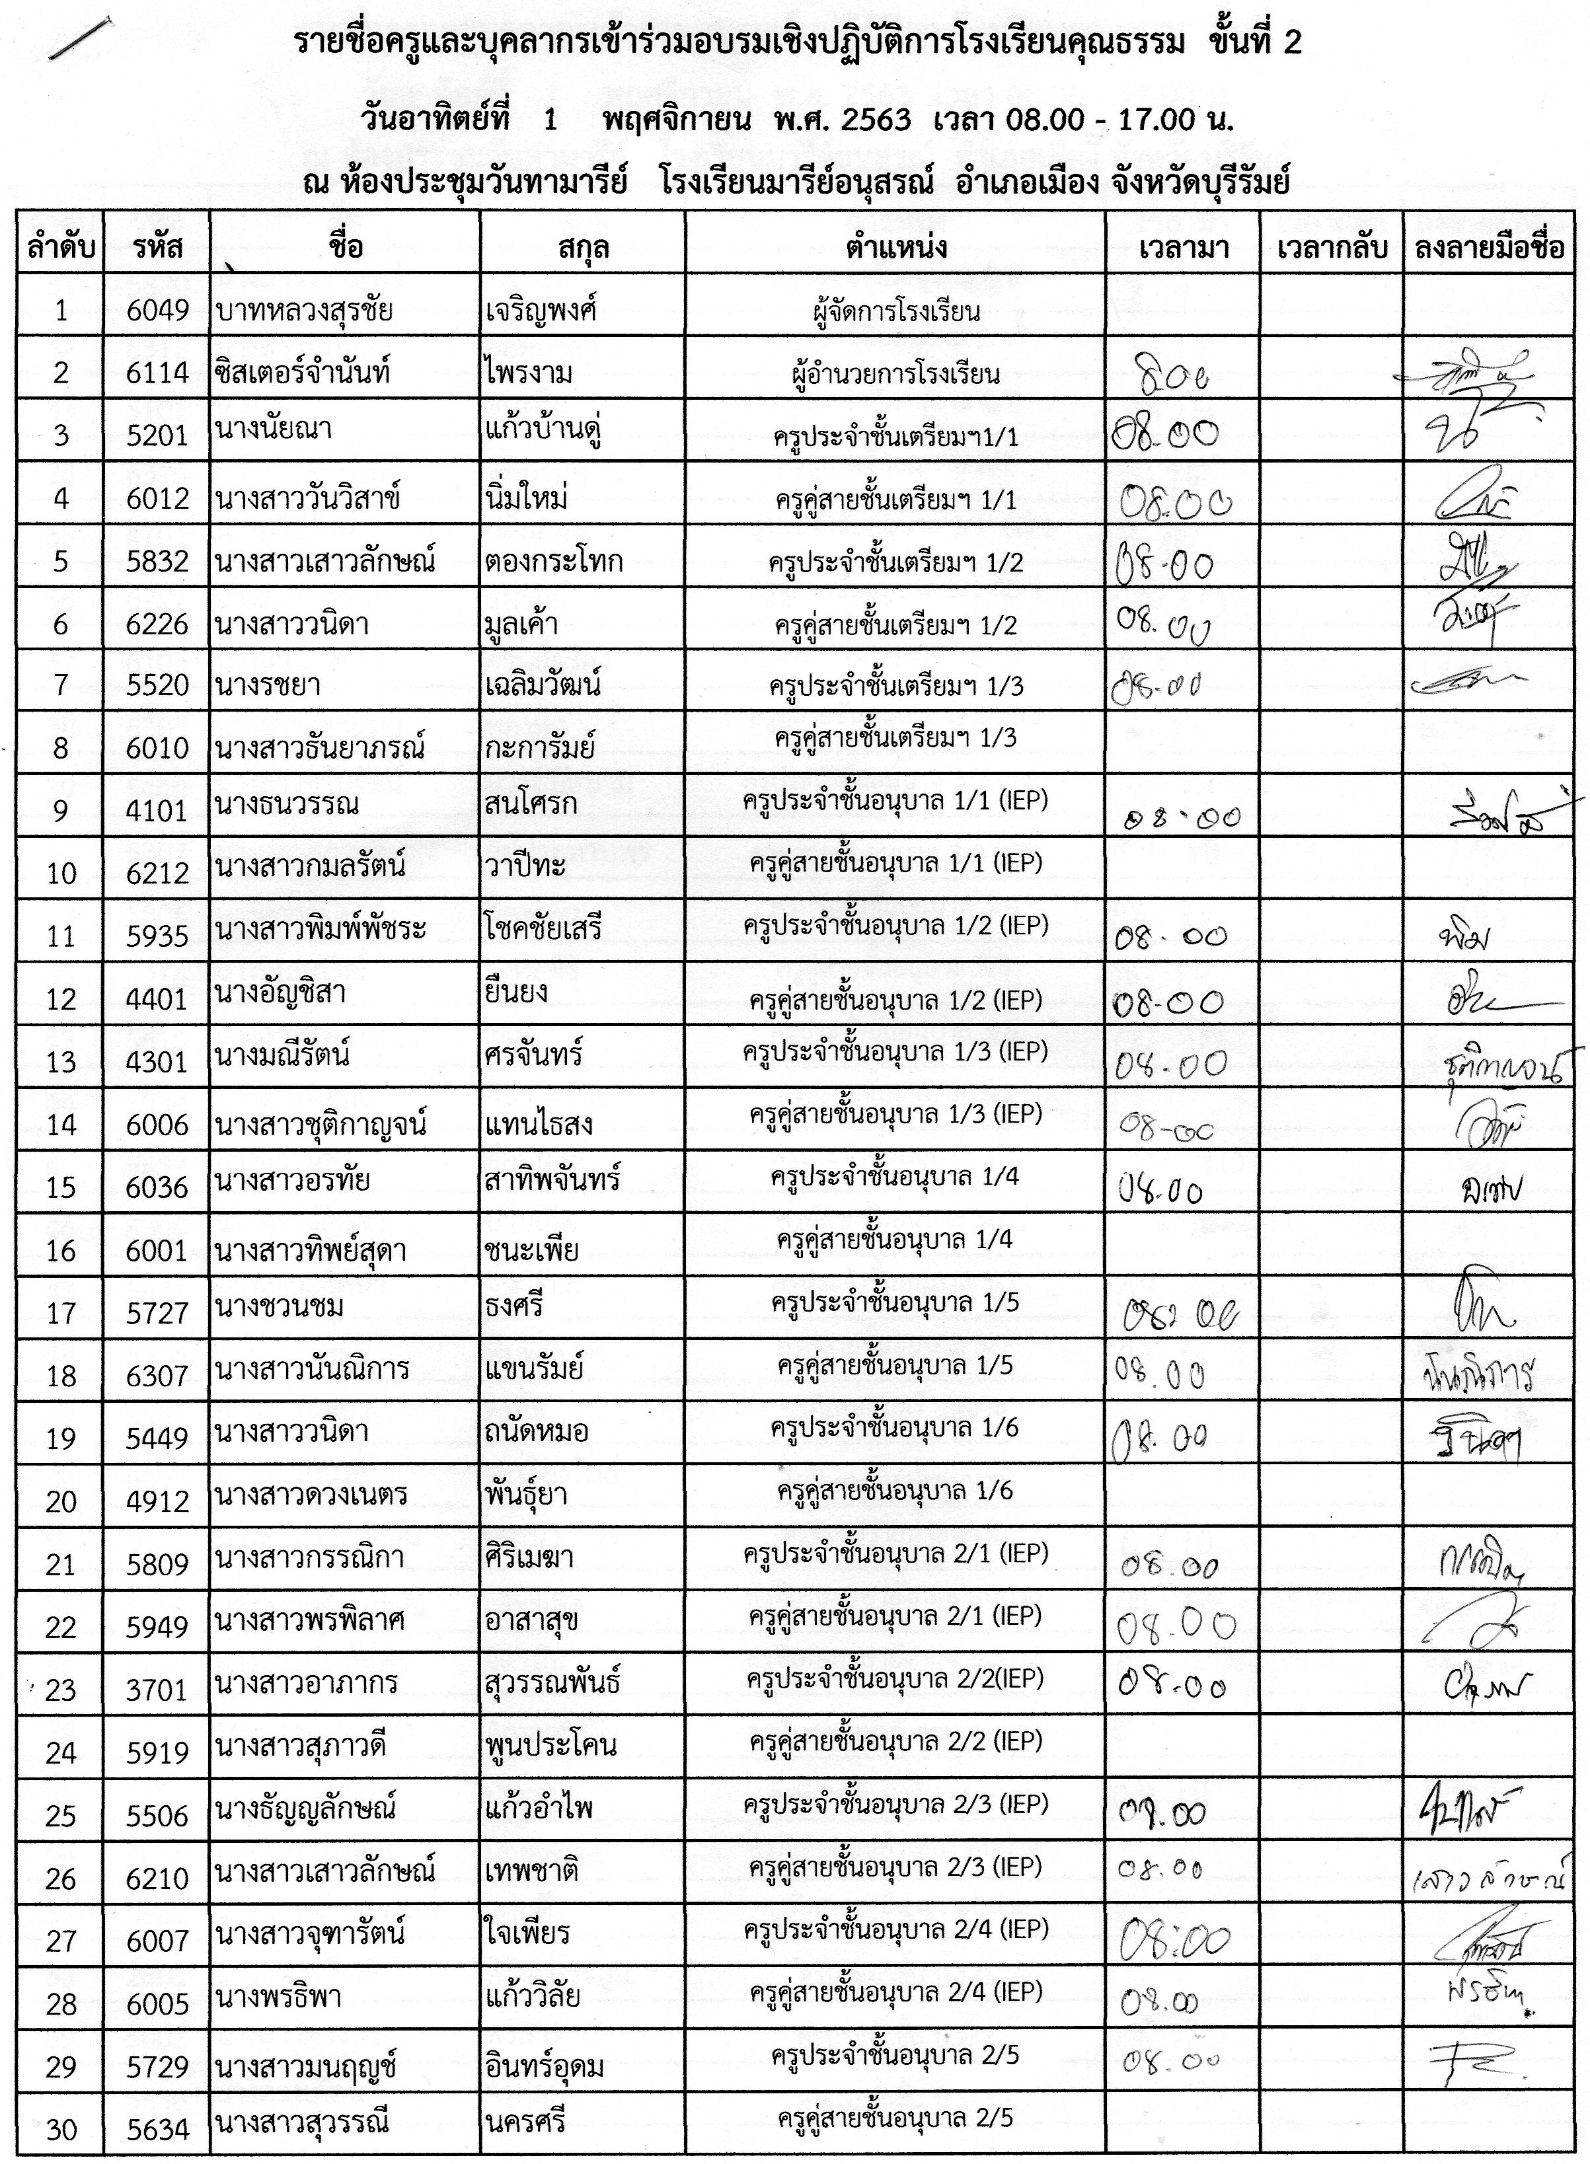 รายชื่อครูและบุคลากรเข้าร่วมอบรมเชิงปฏิบัติการโรงเรียนคุณธรรม ขั้นที่ 2
วันอาทิตย์ที่ 1 พฤศจิกายน พ.ศ. 2563 เวลา 08.00 - 17.00 น.
ณ ห้องประชุมวันทามารีย์ โรงเรียนมารีย์อนุสรณ์ อำเภอเมือง จังหวัดบุรีรัมย์
ลำดับ รหัส ชื่อ สกุล ตำแหน่ง เวลามา เวลากลับ ลงลายมือชื่อ
1 6049 บาทหลวงสุรชัย เจริญพงศ์ ผู้จัดการโรงเรียน
2 6114 ซิสเตอร์จำนันท์ ไพรงาม ผู้อำนวยการโรงเรียน 8.00
3 5201 นางนัยณา แก้วบ้านดู่ ครูประจำชั้นเตรียมฯ1/1 08.00
4 6012 นางสาววันวิสาข์ นิ่มใหม่ ครูคู่สายชั้นเตรียมฯ 1/1 08.00
5 5832 นางสาวเสาวลักษณ์ ตองกระโทก ครูประจำชั้นเตรียมฯ 1/2 08.00
6 6226 นางสาววนิดา มูลเค้า ครูคู่สายชั้นเตรียมฯ 1/2 08.00
7 5520 นางรชยา เฉลิมวัฒน์ ครูประจำชั้นเตรียมฯ 1/3 08.00
8 6010 นางสาวธันยาภรณ์ กะการัมย์ ครูคู่สายชั้นเตรียมฯ 1/3
9 4101 นางธนวรรณ สนโศรก ครูประจำชั้นอนุบาล 1/1 (IEP) 08.00
10 6212 นางสาวกมลรัตน์ วาปีทะ ครูคู่สายชั้นอนุบาล 1/1 (IEP)
11 5935 นางสาวพิมพ์พัชระ โชคชัยเสรี ครูประจำชั้นอนุบาล 1/2 (IEP) 08.00 พิม
12 4401 นางอัญชิสา ยืนยง ครูคู่สายชั้นอนุบาล 1/2 (IEP) 08-00
13 4301 นางมณีรัตน์ ศรจันทร์ ครูประจำชั้นอนุบาล 1/3 (IEP) 08.00 ชุติกาญจน์
14 6006 นางสาวชุติกาญจน์ แทนไธสง ครูคู่สายชั้นอนุบาล 1/3 (IEP) 08-00
15 6036 นางสาวอรทัย สาทิพจันทร์ ครูประจำชั้นอนุบาล 1/4 08.00
16 6001 นางสาวทิพย์สุดา ชนะเพีย ครูคู่สายชั้นอนุบาล 1/4
17 5727 นางชวนชม ธงศรี ครูประจำชั้นอนุบาล 1/5 08:00
18 6307 นางสาวนันณิการ แขนรัมย์ ครูคู่สายชั้นอนุบาล 1/5 08.00 นันณิการ
19 5449 นางสาววนิดา ถนัดหมอ ครูประจำชั้นอนุบาล 1/6 08.00
20 4912 นางสาวดวงเนตร พันธุ์ยา ครูคู่สายชั้นอนุบาล 1/6
21 5809 นางสาวกรรณิกา ศิริเมฆา ครูประจำชั้นอนุบาล 2/1 (IEP) 08.00
22 5949 นางสาวพรพิลาศ อาสาสุข ครูคู่สายชั้นอนุบาล 2/1 (IEP) 08.00
23 3701 นางสาวอาภากร สุวรรณพันธ์ ครูประจำชั้นอนุบาล 2/2(IEP) 08.00
24 5919 นางสาวสุภาวดี พูนประโคน ครูคู่สายชั้นอนุบาล 2/2 (IEP)
25 5506 นางธัญญลักษณ์ แก้วอำไพ ครูประจำชั้นอนุบาล 2/3 (IEP) 08.00
26 6210 นางสาวเสาวลักษณ์ เทพชาติ ครูคู่สายชั้นอนุบาล 2/3 (IEP) 08.00 เสาวลักษณ์
27 6007 นางสาวจุฑารัตน์ ใจเพียร ครูประจำชั้นอนุบาล 2/4 (IEP) 08:00
28 6005 นางพรธิพา แก้ววิลัย ครูคู่สายชั้นอนุบาล 2/4 (IEP) 08.00 พรธิพา
29 5729 นางสาวมนฤญช์ อินทร์อุดม ครูประจำชั้นอนุบาล 2/5 08.00
30 5634 นางสาวสุวรรณี นครศรี ครูคู่สายชั้นอนุบาล 2/5